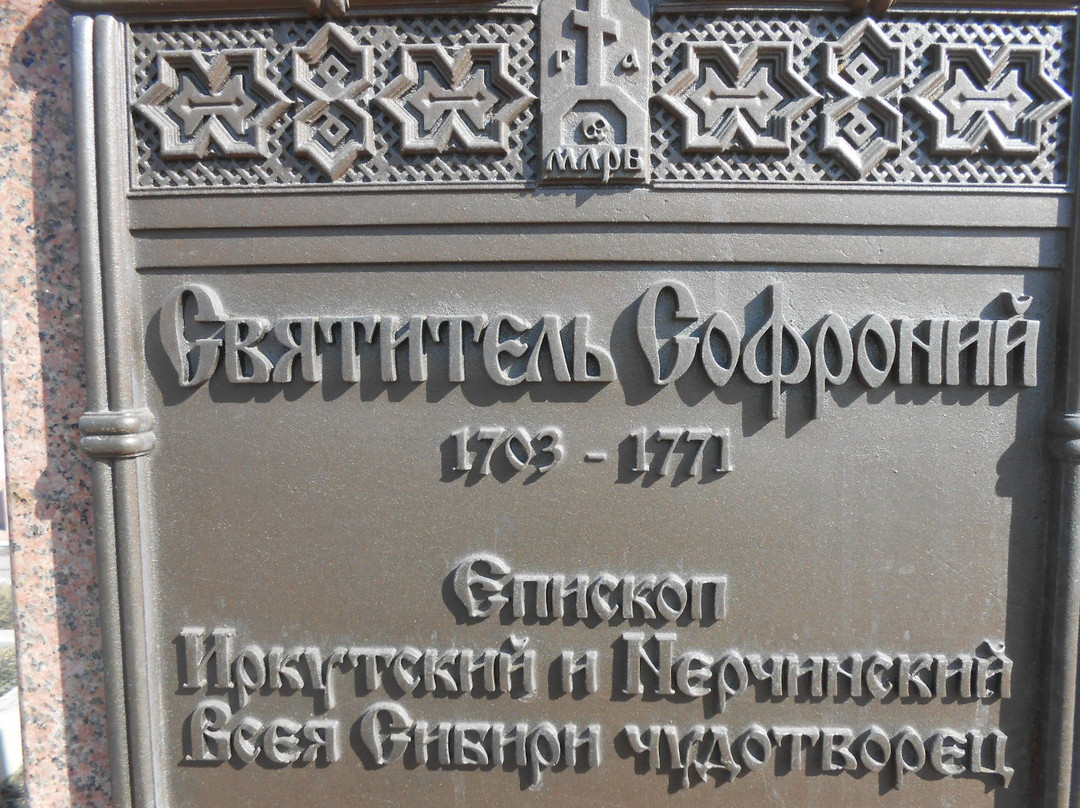 Г А
МЛРБ
Святитель Софроний
1703 - 1771
Епископ
Иркутский и Нерчинский
Всея Сибири чудотворец